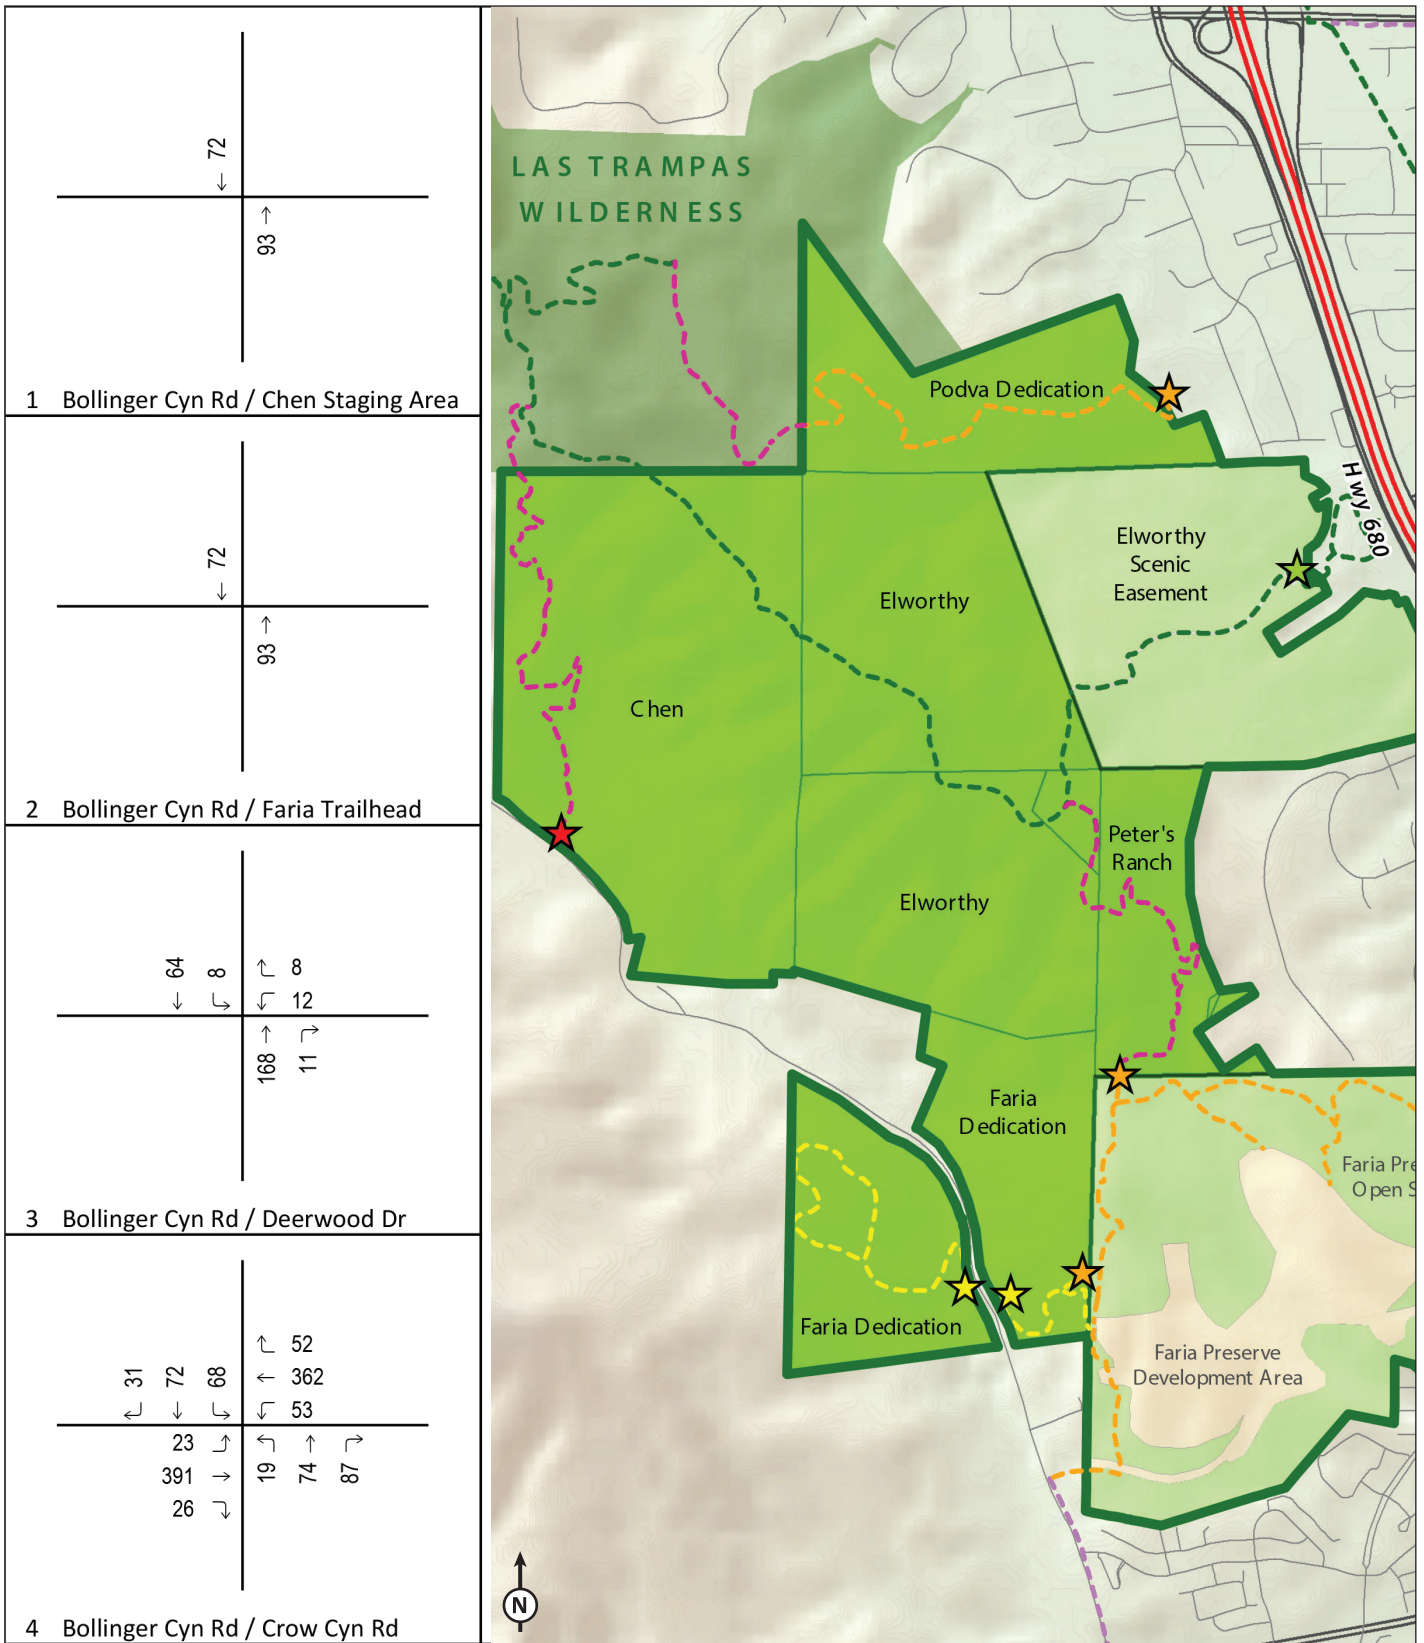 72
93
1 Bollinger Cyn Rd / Chen Staging Area
72
93
2 Bollinger Cyn Rd / Faria Trailhead
64
8
8
12
168
11
3 Bollinger Cyn Rd / Deerwood Dr
31
72
68
52
362
53
23
391
26
19
74
87
4 Bollinger Cyn Rd / Crow Cyn Rd
LAS TRAMPAS
WILDERNESS
Podva Dedication
Hwy 680
Elworthy
Scenic
Easement
Elworthy
Chen
Peter's
Ranch
Elworthy
Faria
Dedication
Faria Pre
Open S
Faria Dedication
Faria Preserve
Development Area
N